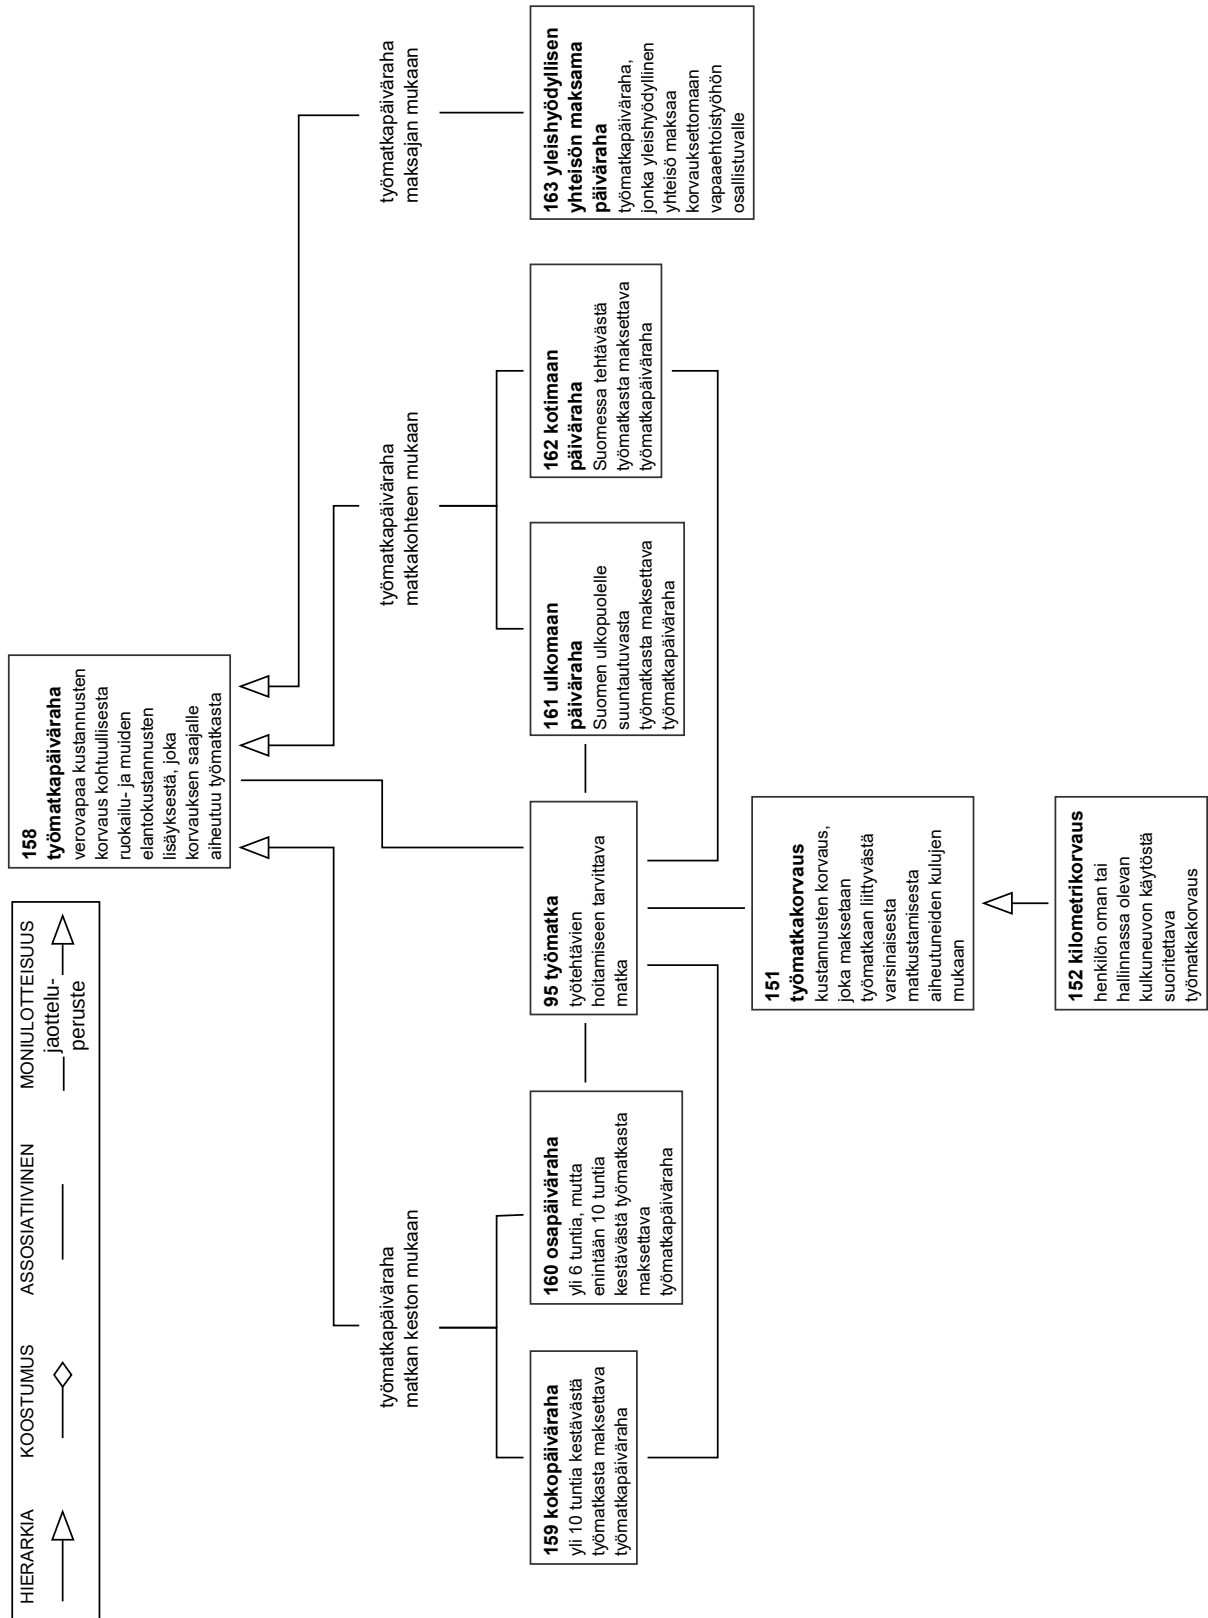 HIERARKIA
KOOSTUMUS
ASSOSIATIIVINEN
MONIULOTTEISUUS
jaottelu-
peruste
158
työmatkapäiväraha
verovapaa kustannusten
korvaus kohtuullisesta
ruokailu- ja muiden
elantokustannusten
lisäyksestä, joka
korvauksen saajalle
aiheutuu työmatkasta
työmatkapäiväraha
matkan keston mukaan
työmatkapäiväraha
matkakohteen mukaan
työmatkapäiväraha
maksajan mukaan
159 kokopäiväraha
yli 10 tuntia kestävästä
työmatkasta maksettava
työmatkapäiväraha
160 osapäiväraha
yli 6 tuntia, mutta
enintään 10 tuntia
kestävästä työmatkasta
maksettava
työmatkapäiväraha
95 työmatka
työtehtävien
hoitamiseen tarvittava
matka
161 ulkomaan
päiväraha
Suomen ulkopuolelle
suuntautuvasta
työmatkasta maksettava
työmatkapäiväraha
162 kotimaan
päiväraha
Suomessa tehtävästä
työmatkasta maksettava
työmatkapäiväraha
163 yleishyödyllisen
yhteisön maksama
päiväraha
työmatkapäiväraha,
jonka yleishyödyllinen
yhteisö maksaa
korvauksettomaan
vapaaehtoistyöhön
osallistuvalle
151
työmatkakorvaus
kustannusten korvaus,
joka maksetaan
työmatkaan liittyvästä
varsinaisesta
matkustamisesta
aiheutuneiden kulujen
mukaan
152 kilometrikorvaus
henkilön oman tai
hallinnassa olevan
kulkuneuvon käytöstä
suoritettava
työmatkakorvaus